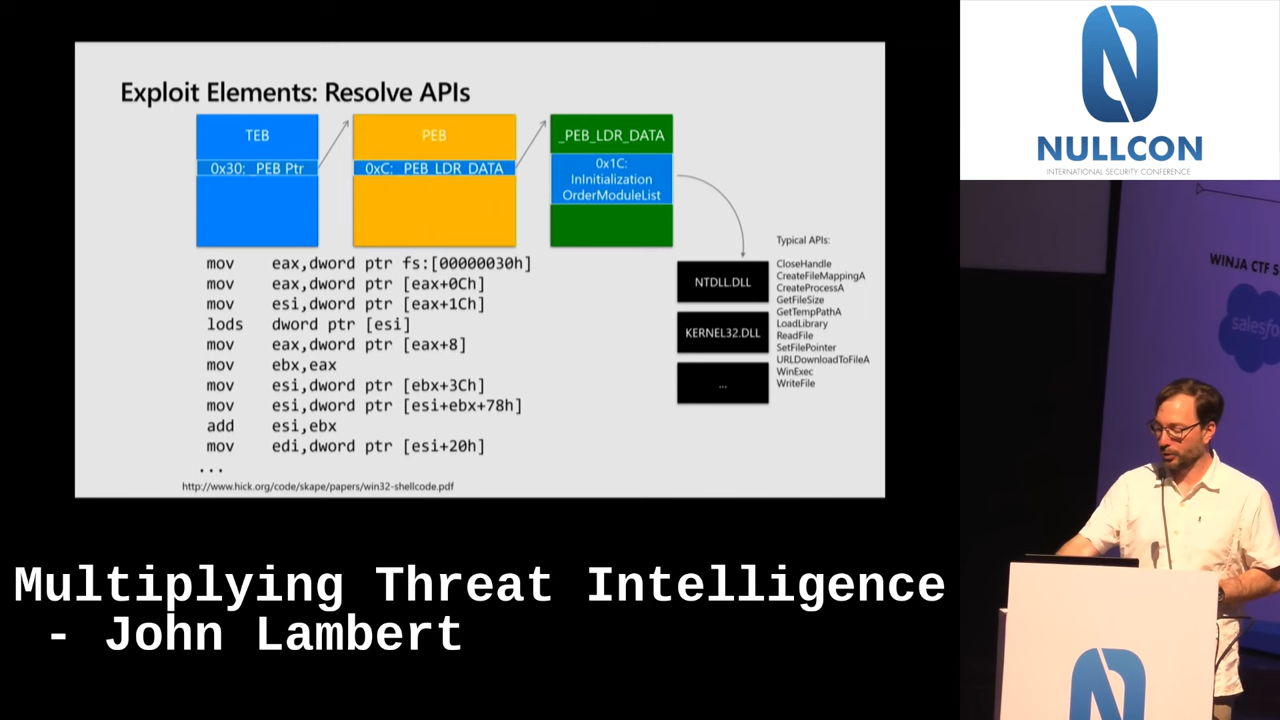 Exploit Elements: Resolve APIs
TEB
0x30: _PEB Ptr
PEB
0xC: _PEB_LDR_DATA
_PEB_LDR_DATA
0x1C:
InInitialization
OrderModuleList
mov eax,dword ptr fs:[00000030h]
mov eax,dword ptr [eax+0Ch]
mov esi,dword ptr [eax+1Ch]
lods dword ptr [esi]
mov eax,dword ptr [eax+8]
mov ebx,eax
mov esi,dword ptr [ebx+3Ch]
mov esi,dword ptr [esi+ebx+78h]
add esi,ebx
mov edi,dword ptr [esi+20h]
...
http://www.hick.org/code/skape/papers/win32-shellcode.pdf
NTDLL.DLL
KERNEL32.DLL
...
Typical APIs:
CloseHandle
CreateFileMappingA
CreateProcessA
GetFileSize
GetTempPathA
LoadLibrary
ReadFile
SetFilePointer
URLDownloadToFileA
WinExec
WriteFile
NULLCON
INTERNATIONAL SECURITY CONFERENCE
WINJA CTF S
salesfo
Multiplying Threat Intelligence
- John Lambert